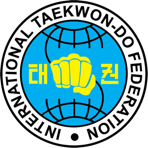 INTERNATIONAL TAEKWON-DO FEDERATION
태 권